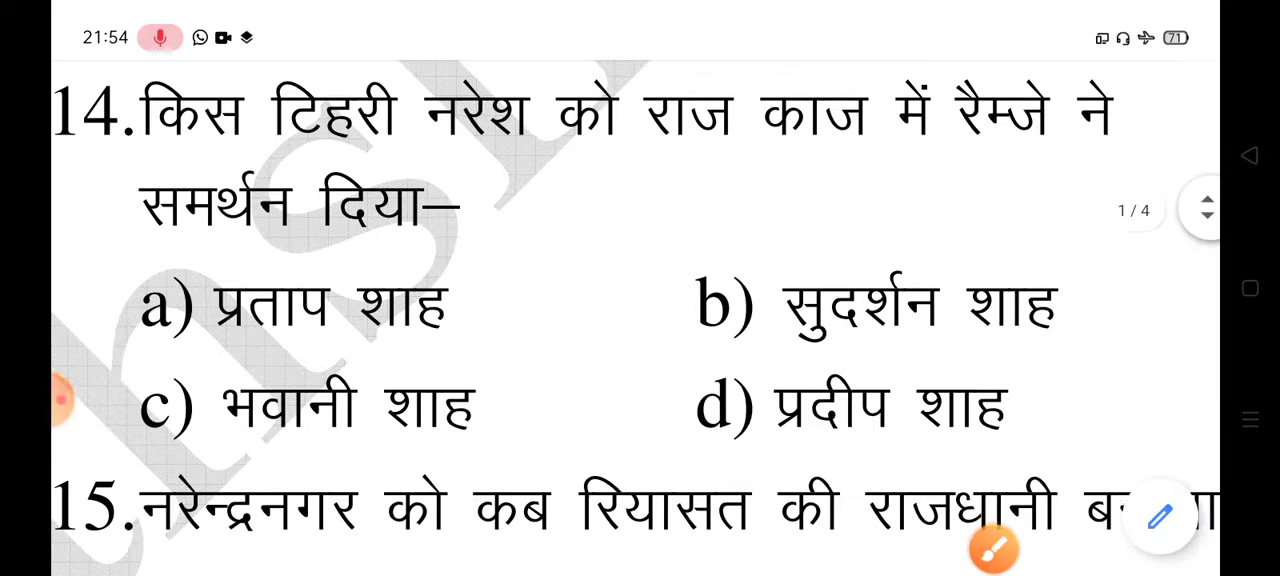 21:54
71
14.किस टिहरी नरेश को राज काज में रैम्जे ने
समर्थन दिया–
1 / 4
a) प्रताप शाह b) सुदर्शन शाह
c) भवानी शाह d) प्रदीप शाह
15.नरेन्द्रनगर को कब रियासत की राजधानी